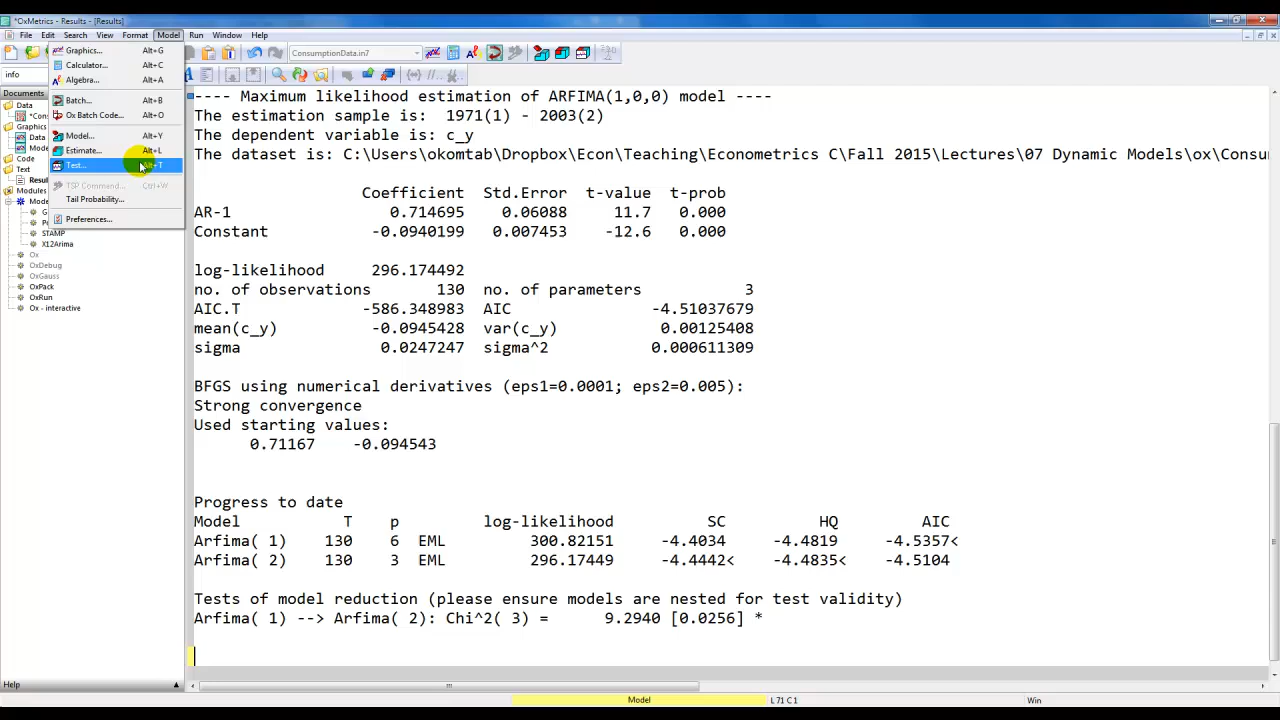 *OxMetrics - Results - [Results]
File Edit Search View Format Model Run Window Help
ConsumptionData.in7
info
Documents
Data
Graphics
Data
Mode
Code
Text
Resul
Modules
Mode
G
P
STAMP
X12Arima
Ox
OxDebug
OxGauss
OxPack
OxRun
Ox - interactive
Graphics... Alt+G
Calculator... Alt+C
Algebra... Alt+A
Batch... Alt+B
Ox Batch Code... Alt+O
Model... Alt+Y
Estimate... Alt+L
Test... Alt+T
TSP Command... Ctrl+W
Tail Probability...
Preferences...
---- Maximum likelihood estimation of ARFIMA(1,0,0) model ----
The estimation sample is: 1971(1) - 2003(2)
The dependent variable is: c_y
The dataset is: C:\Users\okomtab\Dropbox\Econ\Teaching\Econometrics C\Fall 2015\Lectures\07 Dynamic Models\ox\Consu
Coefficient Std.Error t-value t-prob
AR-1 0.714695 0.06088 11.7 0.000
Constant -0.0940199 0.007453 -12.6 0.000
log-likelihood 296.174492
no. of observations 130 no. of parameters 3
AIC.T -586.348983 AIC -4.51037679
mean(c_y) -0.0945428 var(c_y) 0.00125408
sigma 0.0247247 sigma^2 0.000611309
BFGS using numerical derivatives (eps1=0.0001; eps2=0.005):
Strong convergence
Used starting values:
0.71167 -0.094543
Progress to date
Model T p log-likelihood SC HQ AIC
Arfima( 1) 130 6 EML 300.82151 -4.4034 -4.4819 -4.5357<
Arfima( 2) 130 3 EML 296.17449 -4.4442< -4.4835< -4.5104
Tests of model reduction (please ensure models are nested for test validity)
Arfima( 1) --> Arfima( 2): Chi^2( 3) = 9.2940 [0.0256] *
Help
Model L 71 C 1 Win